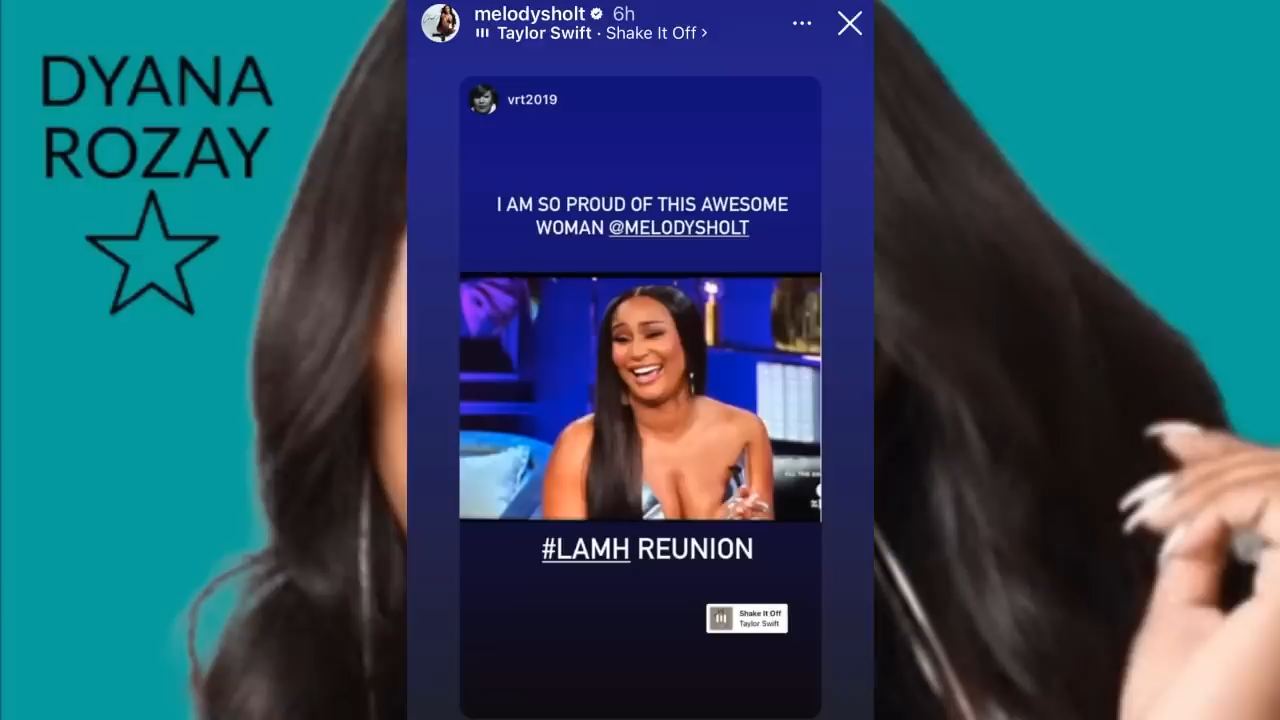 DYANA
ROZAY
melodysholt 6h
Taylor Swift · Shake It Off >
vrt2019
I AM SO PROUD OF THIS AWESOME
WOMAN @MELODYSHOLT
#LAMH REUNION
Shake It Off
Taylor Swift